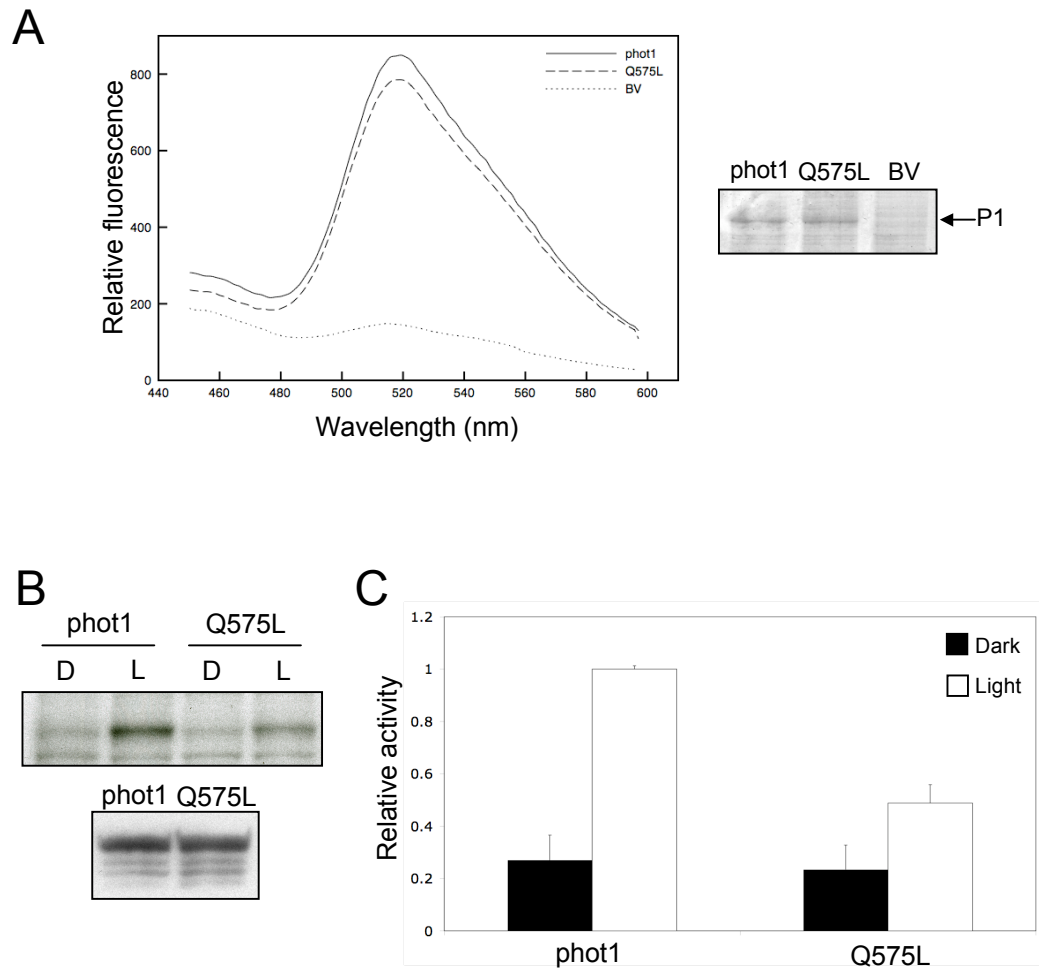 A
Relative fluorescence
800
600
400
200
0
440 460 480 500 520 540 560 580 600
Wavelength (nm)
phot1
Q575L
BV
phot1 Q575L BV
P1
B
phot1 Q575L
D L D L
phot1 Q575L
C
Relative activity
1.2
1
0.8
0.6
0.4
0.2
0
Dark
Light
phot1 Q575L